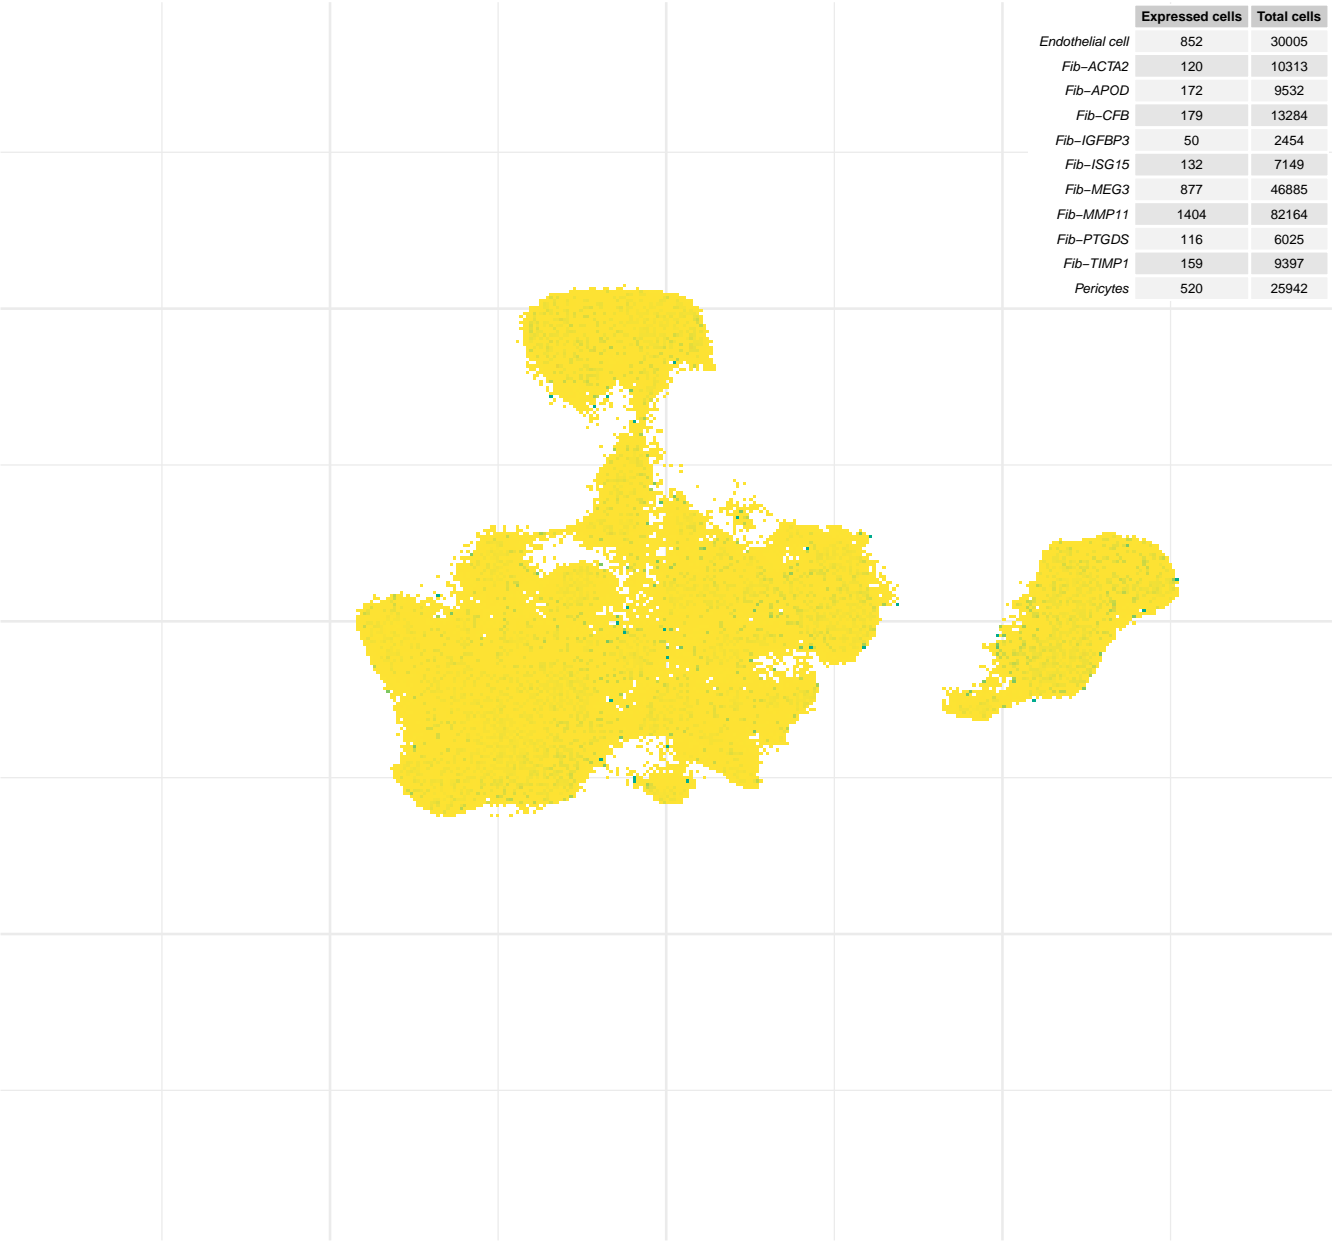 Expressed cells Total cells
Endothelial cell 852 30005
Fib−ACTA2 120 10313
Fib−APOD 172 9532
Fib−CFB 179 13284
Fib−IGFBP3 50 2454
Fib−ISG15 132 7149
Fib−MEG3 877 46885
Fib−MMP11 1404 82164
Fib−PTGDS 116 6025
Fib−TIMP1 159 9397
Pericytes 520 25942